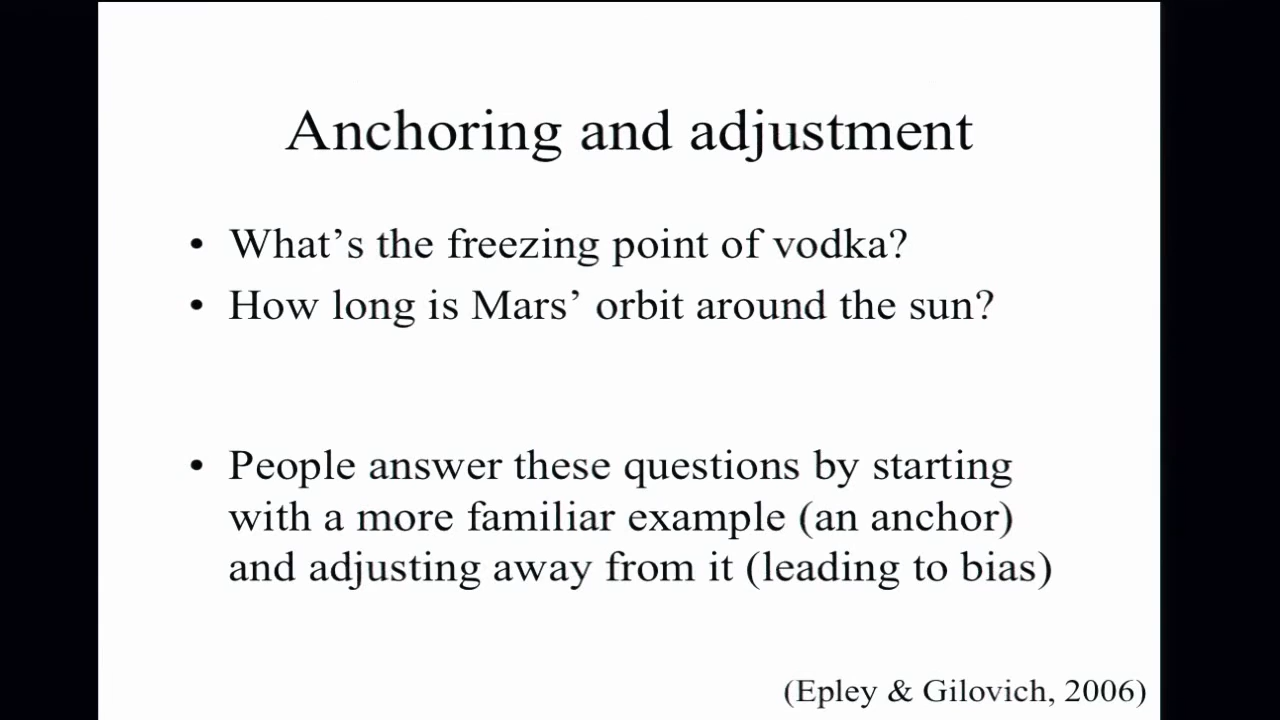 Anchoring and adjustment
• What’s the freezing point of vodka?
• How long is Mars’ orbit around the sun?
• People answer these questions by starting
with a more familiar example (an anchor)
and adjusting away from it (leading to bias)
(Epley & Gilovich, 2006)